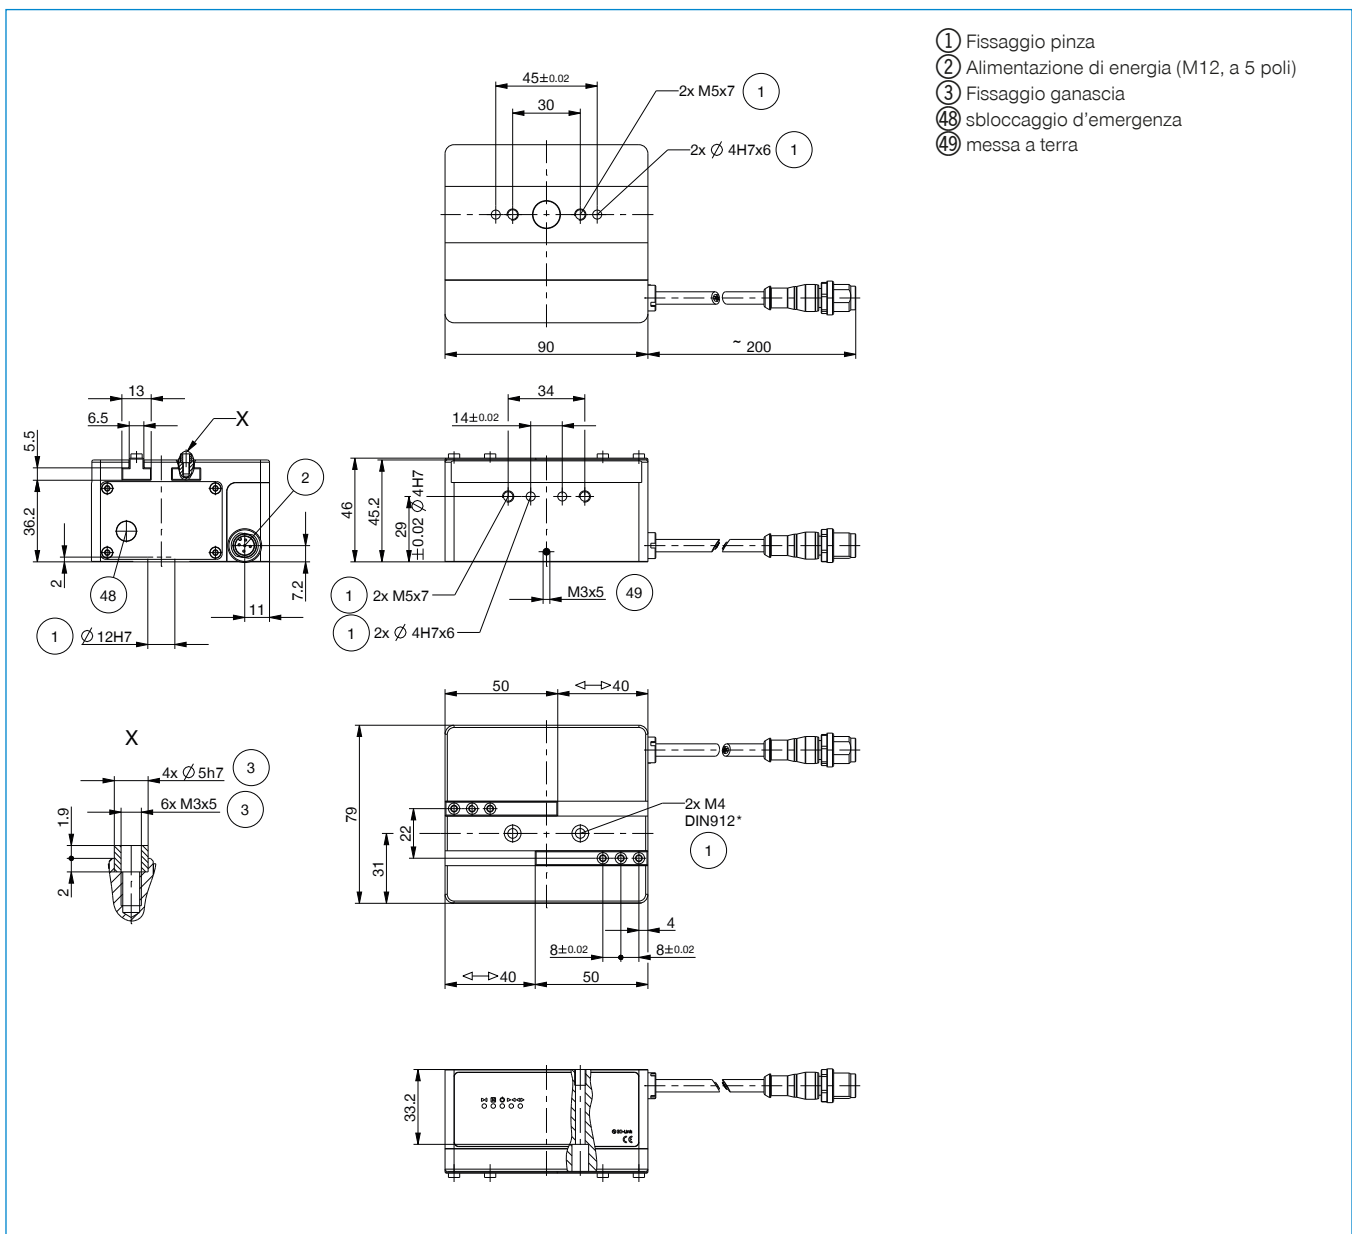 1 Fissaggio pinza
2 Alimentazione di energia (M12, a 5 poli)
3 Fissaggio ganascia
48 sbloccaggio d’emergenza
49 messa a terra
45±0.02
30
2x M5x7 1
2x Ø 4H7x6 1
90
~ 200
13
6.5
X
5.5
36.2
2
2
48
7.2
11
1 Ø 12H7
34
14±0.02
46
45.2
29
±0.02 Ø 4H7
1 2x M5x7
M3x5 49
1 2x Ø 4H7x6
50
40
X
4x Ø 5h7 3
6x M3x5 3
1.9
2
79
22
31
2x M4
DIN912*
1
4
8±0.02
8±0.02
40
50
33.2
IO-Link
CE